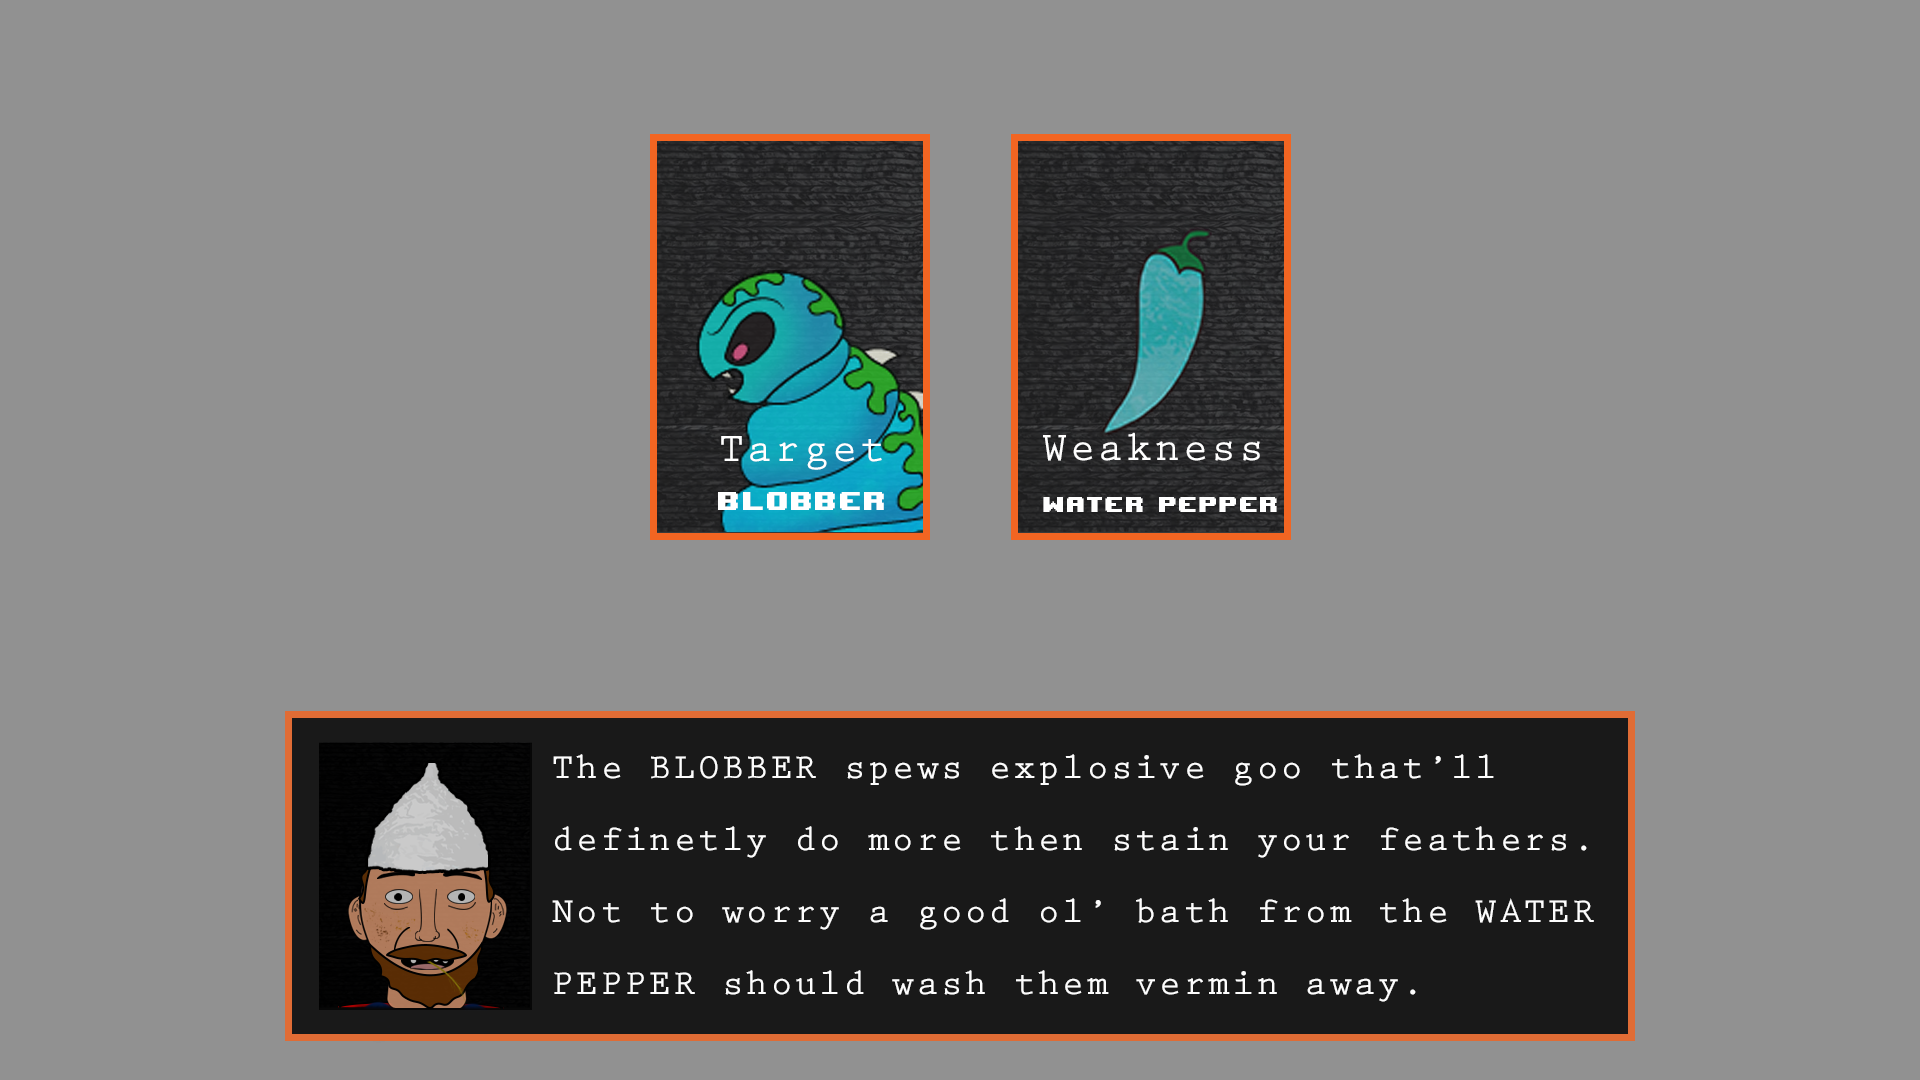 Target
BLOBBER
Weakness
WATER PEPPER
The BLOBBER spews explosive goo that’ll
definetly do more then stain your feathers.
Not to worry a good ol’ bath from the WATER
PEPPER should wash them vermin away.